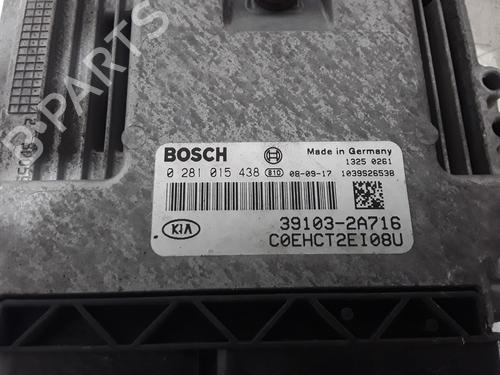 BOSCH
Made in Germany
1325 0261
0 281 015 438 810 08-09-17 1039S26538
KIA
39103-2A716
C0EHCT2EI08U
B-PARTS